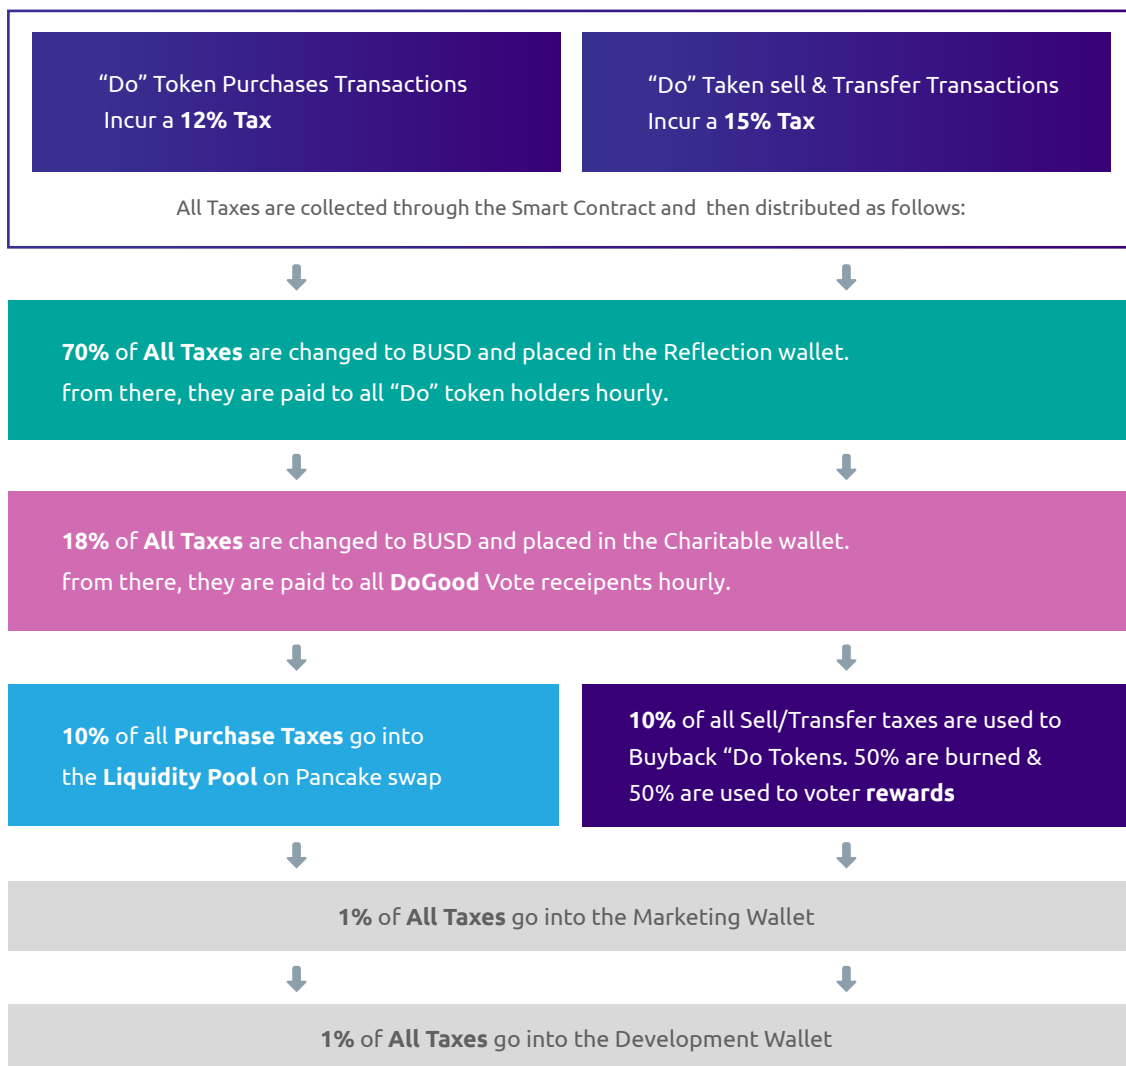 “Do” Token Purchases Transactions
Incur a 12% Tax
“Do” Taken sell & Transfer Transactions
Incur a 15% Tax
All Taxes are collected through the Smart Contract and then distributed as follows:
70% of All Taxes are changed to BUSD and placed in the Reflection wallet.
from there, they are paid to all “Do” token holders hourly.
18% of All Taxes are changed to BUSD and placed in the Charitable wallet.
from there, they are paid to all DoGood Vote receipents hourly.
10% of all Purchase Taxes go into
the Liquidity Pool on Pancake swap
10% of all Sell/Transfer taxes are used to
Buyback “Do Tokens. 50% are burned &
50% are used to voter rewards
1% of All Taxes go into the Marketing Wallet
1% of All Taxes go into the Development Wallet